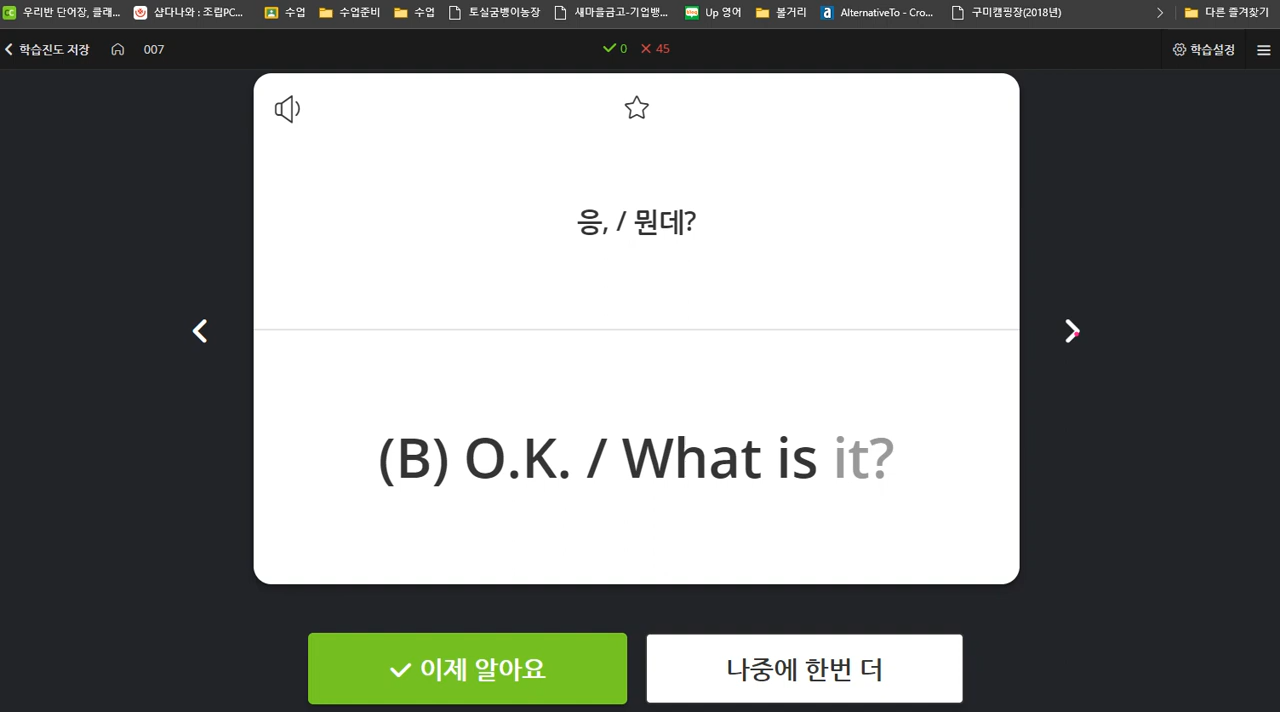 우리반 단어장, 클래... 샵다나와 : 조립PC... 수업 수업준비 수업 토실굼벵이농장 새마을금고-기업뱅... Up 영어 볼거리 AlternativeTo - Cro... 구미캠핑장(2018년) 다른 즐겨찾기
학습진도 저장 007 0 45 학습설정
응, / 뭔데?
(B) O.K. / What is it?
이제 알아요 나중에 한번 더